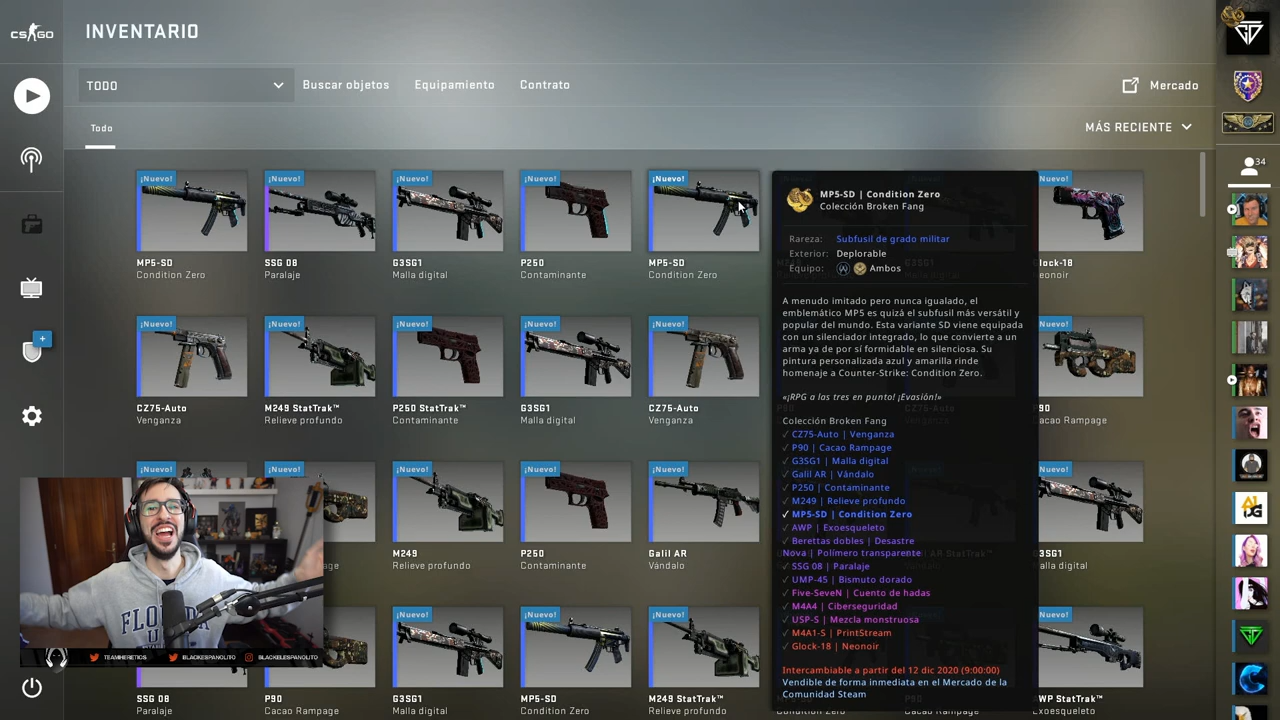 CS GO
INVENTARIO
TODO
Buscar objetos
Equipamiento
Contrato
Mercado
Todo
MÁS RECIENTE
34
¡Nuevo!
MP5-SD
Condition Zero
¡Nuevo!
SSG 08
Paralaje
¡Nuevo!
G3SG1
Malla digital
¡Nuevo!
P250
Contaminante
¡Nuevo!
MP5-SD
Condition Zero
¡Nuevo!
Glock-18
Neonoir
¡Nuevo!
CZ75-Auto
Venganza
¡Nuevo!
M249 StatTrak™
Relieve profundo
¡Nuevo!
P250 StatTrak™
Contaminante
¡Nuevo!
G3SG1
Malla digital
¡Nuevo!
CZ75-Auto
Venganza
¡Nuevo!
P90
Cacao Rampage
¡Nuevo!
¡Nuevo!
Cacao Rampage
¡Nuevo!
M249
Relieve profundo
¡Nuevo!
P250
Contaminante
¡Nuevo!
Galil AR
Vándalo
¡Nuevo!
G3SG1
Malla digital
SSG 08
Paralaje
P90
Cacao Rampage
¡Nuevo!
G3SG1
Malla digital
¡Nuevo!
MP5-SD
Condition Zero
¡Nuevo!
M249 StatTrak™
Relieve profundo
¡Nuevo!
AWP StatTrak™
Exoesqueleto
MP5-SD | Condition Zero
Colección Broken Fang
Rareza: Subfusil de grado militar
Exterior: Deplorable
Equipo: Ambos
A menudo imitado pero nunca igualado, el
emblemático MP5 es quizá el subfusil más versátil y
popular del mundo. Esta variante SD viene equipada
con un silenciador integrado, lo que convierte a un
arma ya de por sí formidable en silenciosa. Su
pintura personalizada azul y amarilla rinde
homenaje a Counter-Strike: Condition Zero.
«¡RPG a las tres en punto! ¡Evasión!»
Colección Broken Fang
✓ CZ75-Auto | Venganza
✓ P90 | Cacao Rampage
✓ G3SG1 | Malla digital
✓ Galil AR | Vándalo
✓ P250 | Contaminante
✓ M249 | Relieve profundo
✓ MP5-SD | Condition Zero
✓ AWP | Exoesqueleto
✓ Berettas dobles | Desastre
Nova | Polímero transparente
✓ SSG 08 | Paralaje
✓ UMP-45 | Bismuto dorado
✓ Five-SeveN | Cuento de hadas
✓ M4A4 | Ciberseguridad
✓ USP-S | Mezcla monstruosa
✓ M4A1-S | PrintStream
✓ Glock-18 | Neonoir
Intercambiable a partir del 12 dic 2020 (9:00:00)
Vendible de forma inmediata en el Mercado de la
Comunidad Steam
TEAMHERETICS
BLACKESPANOLITO
BLACKELESPANOLITO